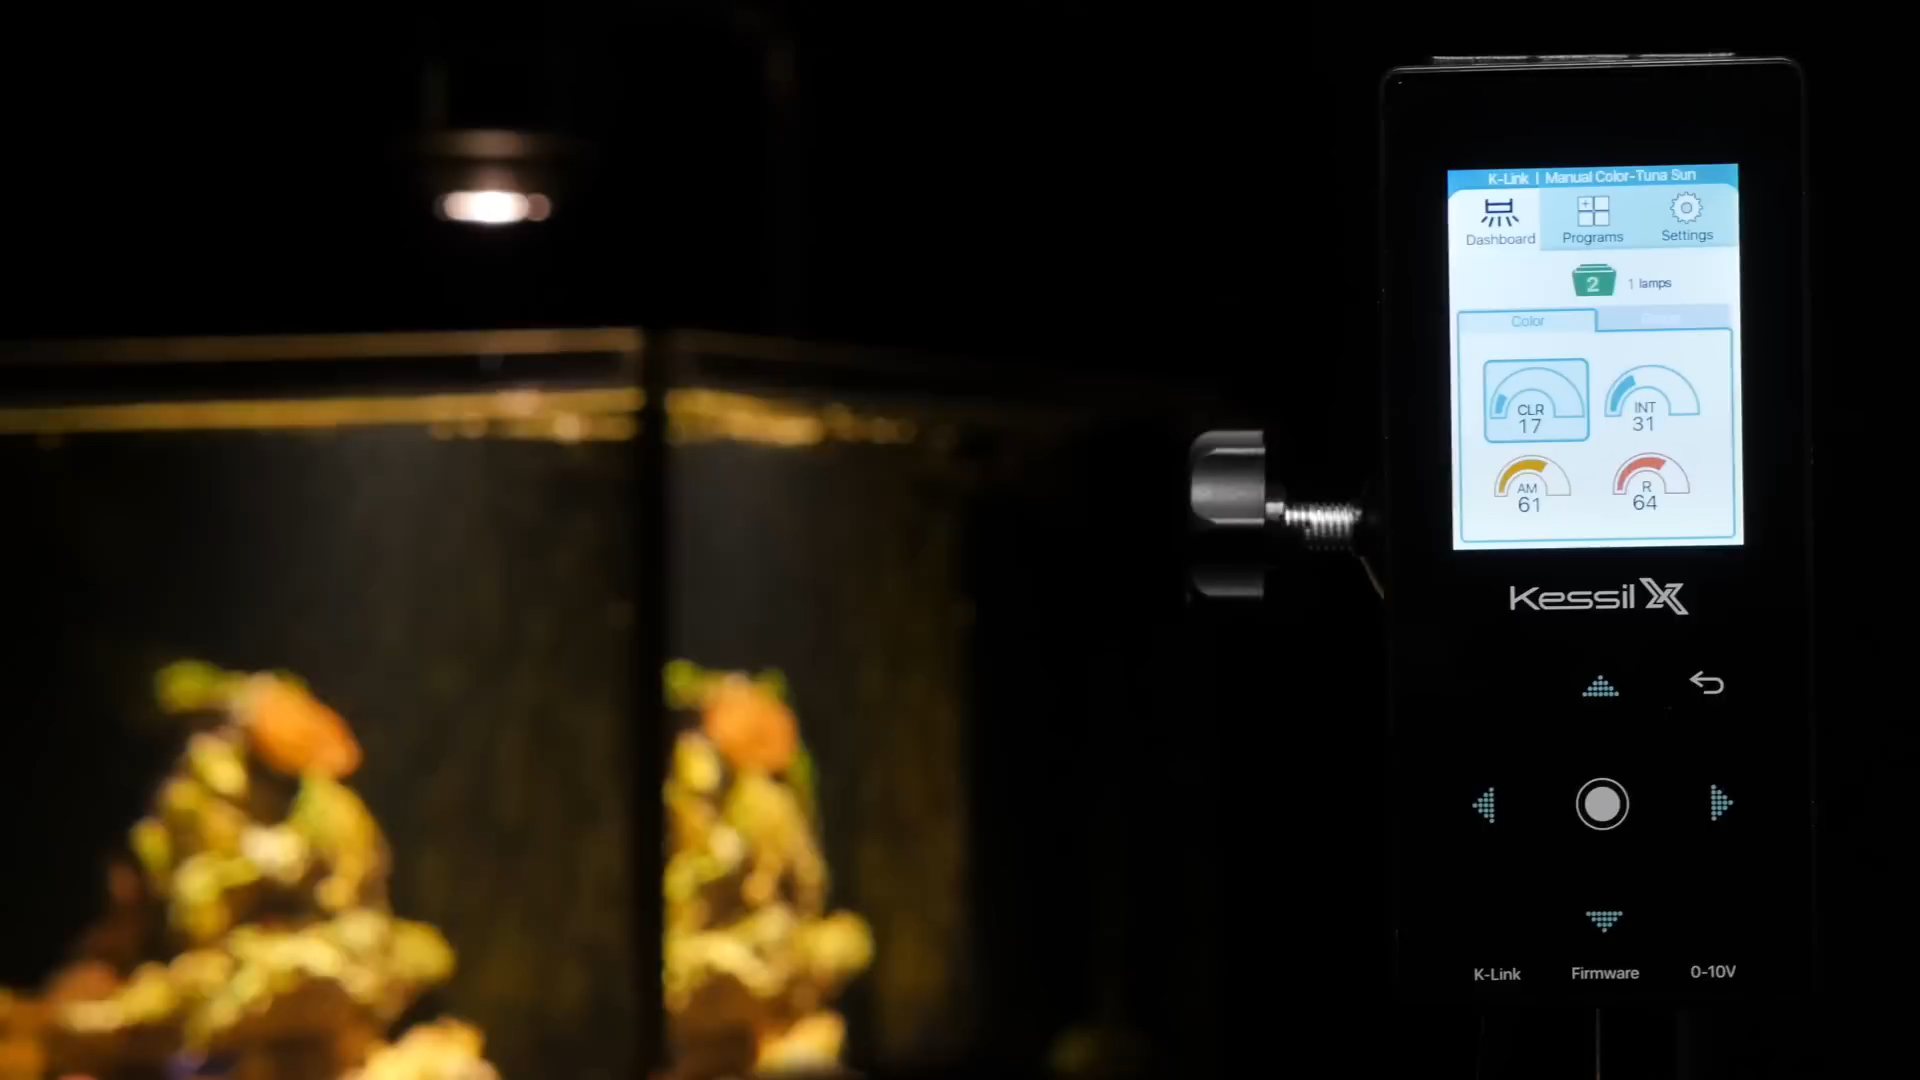 K-Link | Manual Color-Tuna Sun
Dashboard Programs Settings
2 1 lamps
Color
CLR INT
17 31
AM R
61 64
Kessil X
K-Link Firmware 0-10V